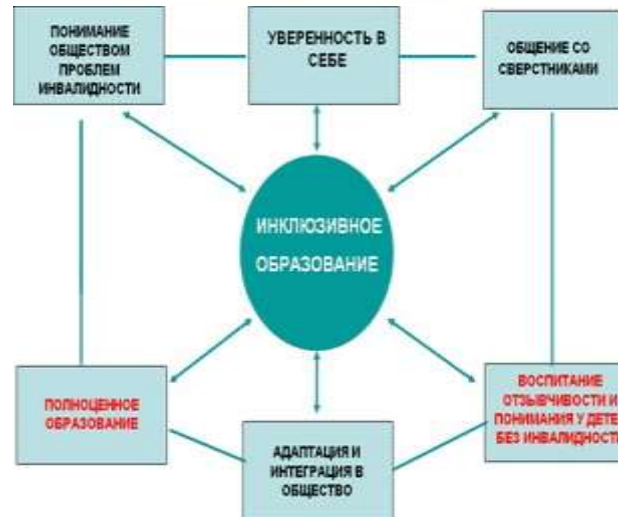 ПОНИМАНИЕ
ОБЩЕСТВОМ
ПРОБЛЕМ
ИНВАЛИДНОСТИ
УВЕРЕННОСТЬ В
СЕБЕ
ОБЩЕНИЕ СО
СВЕРСТНИКАМИ
ИНКЛЮЗИВНОЕ
ОБРАЗОВАНИЕ
ПОЛНОЦЕННОЕ
ОБРАЗОВАНИЕ
АДАПТАЦИЯ И
ИНТЕГРАЦИЯ В
ОБЩЕСТВО
ВОСПИТАНИЕ
ОТЗЫВЧИВОСТИ И
ПОНИМАНИЯ У ДЕТЕ
БЕЗ ИНВАЛИДНОСТ